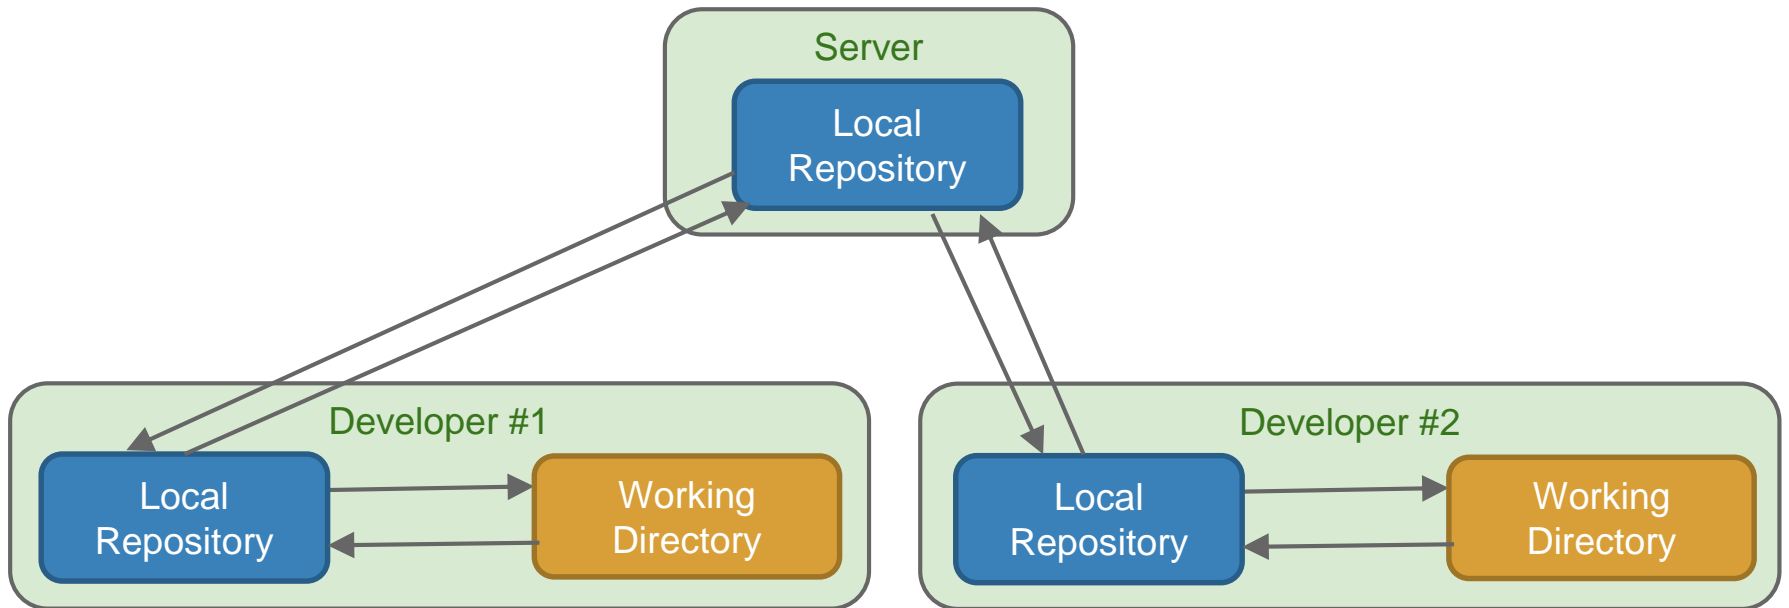 Server
Local
Repository
Developer #1
Local
Repository
Working
Directory
Developer #2
Local
Repository
Working
Directory